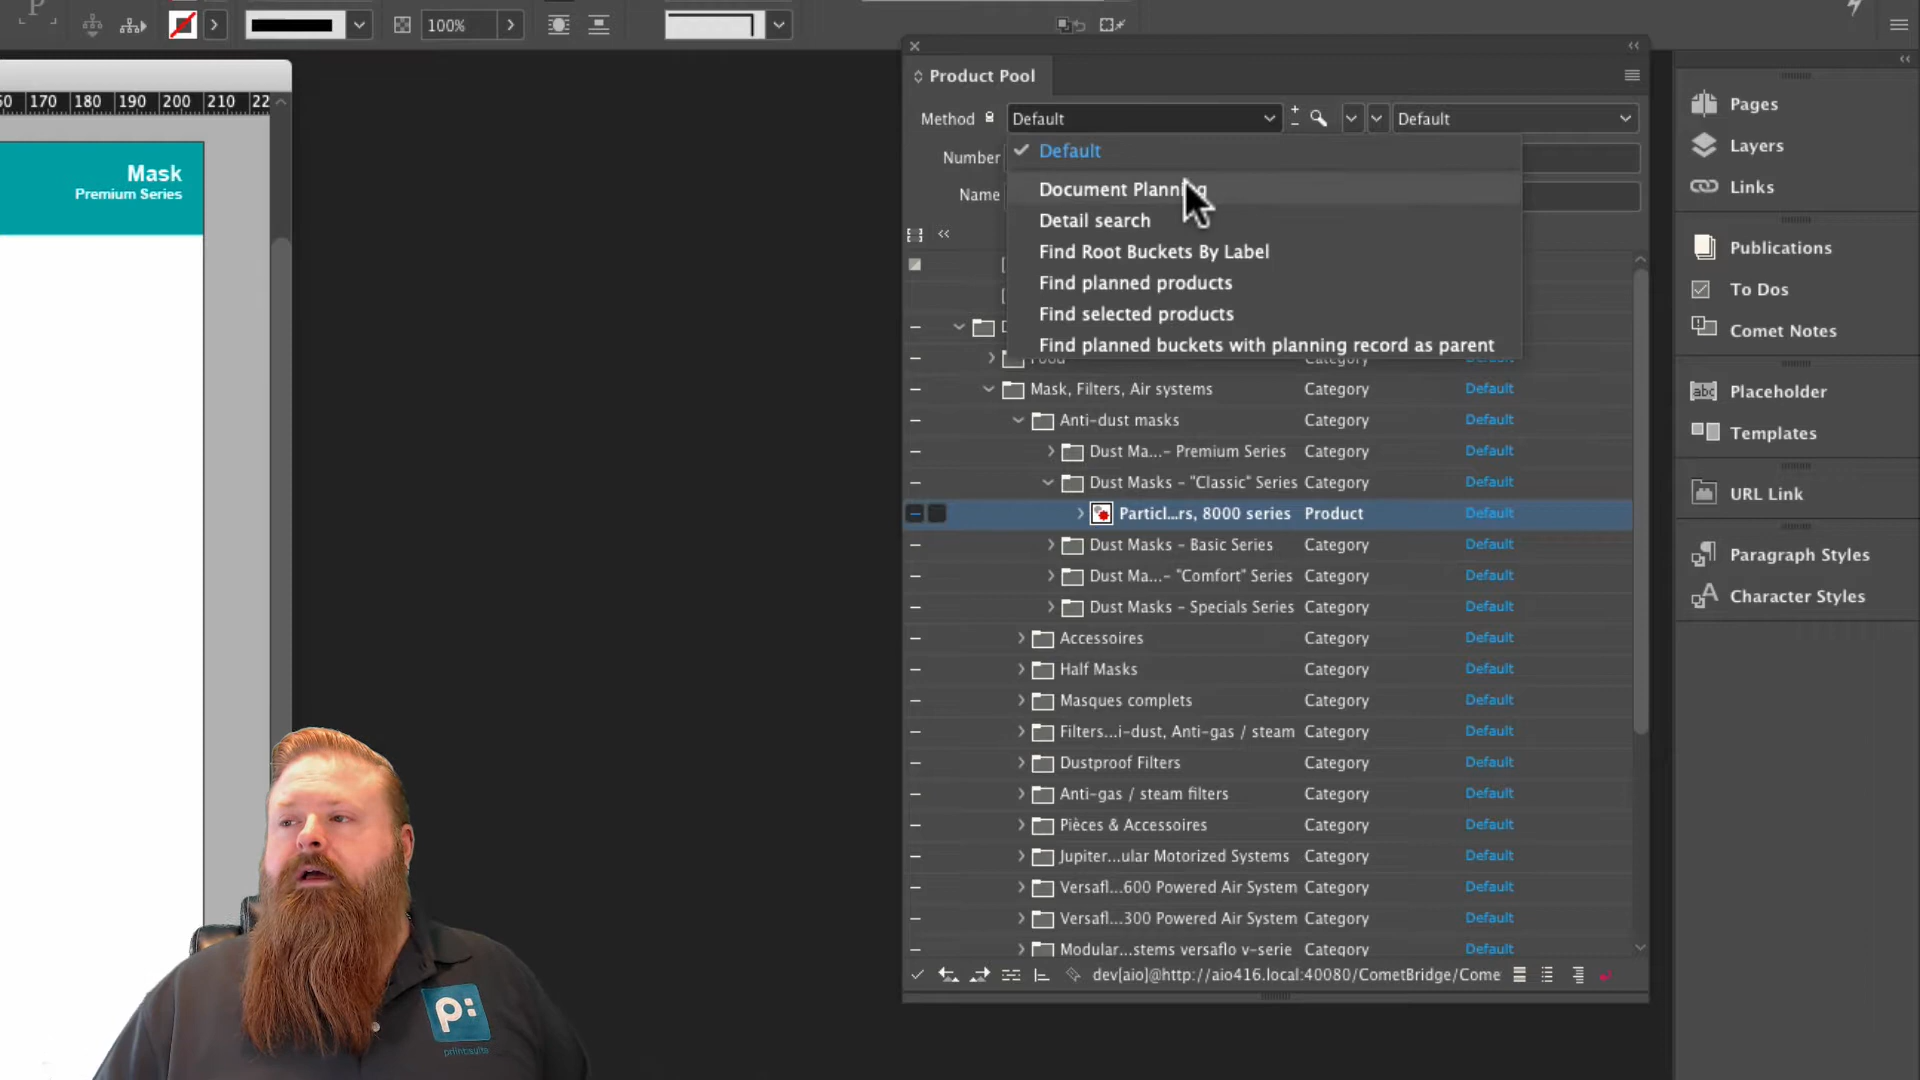 100%
Product Pool
Method Default Default
Number
Name
Default
Document Planning
Detail search
Find Root Buckets By Label
Find planned products
Find selected products
Find planned buckets with planning record as parent
170 180 190 200 210
Mask
Premium Series
Mask, Filters, Air systems Category Default
Anti-dust masks Category Default
Dust Ma...- Premium Series Category Default
Dust Masks - "Classic" Series Category Default
Particl...rs, 8000 series Product Default
Dust Masks - Basic Series Category Default
Dust Ma...- "Comfort" Series Category Default
Dust Masks - Specials Series Category Default
Accessoires Category Default
Half Masks Category Default
Masques complets Category Default
Filters...i-dust, Anti-gas / steam Category Default
Dustproof Filters Category Default
Anti-gas / steam filters Category Default
Pièces & Accessoires Category Default
Jupiter...ular Motorized Systems Category Default
Versafl...600 Powered Air System Category Default
Versafl...300 Powered Air System Category Default
Modular...stems versaflo v-serie Category Default
dev[aio]@http://aio416.local:40080/CometBridge/Come
Pages
Layers
Links
Publications
To Dos
Comet Notes
Placeholder
Templates
URL Link
Paragraph Styles
Character Styles
p:
printsuite